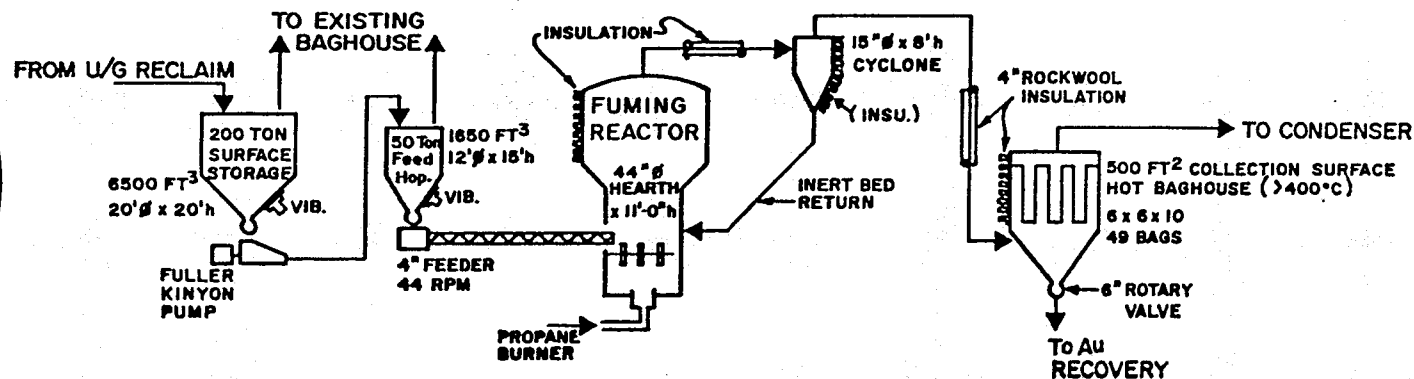 TO EXISTING
BAGHOUSE
FROM U/G RECLAIM
200 TON
SURFACE
STORAGE
6500 FT³
20'ø x 20'h
VIB.
FULLER
KINYON
PUMP
50 Ton
Feed
Hop.
1650 FT³
12'ø x 15'h
VIB.
4" FEEDER
44 RPM
INSULATION
FUMING
REACTOR
44"ø
HEARTH
x 11'-0"h
PROPANE
BURNER
15"ø x 8'h
CYCLONE
(INSU.)
INERT BED
RETURN
4" ROCKWOOL
INSULATION
TO CONDENSER
500 FT² COLLECTION SURFACE
HOT BAGHOUSE (>400°C)
6 x 6 x 10
49 BAGS
6" ROTARY
VALVE
To Au
RECOVERY